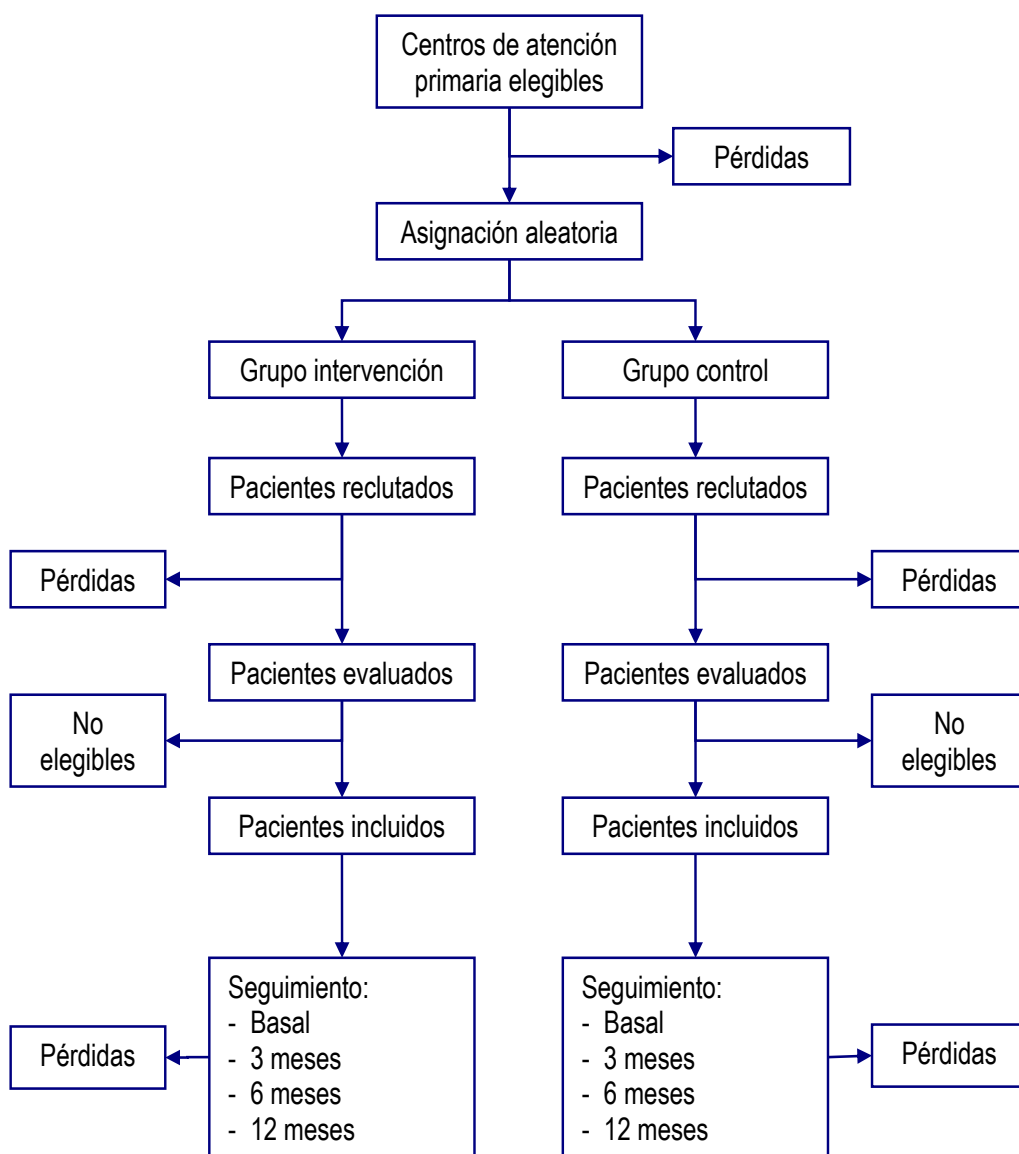 Centros de atención
primaria elegibles
Pérdidas
Asignación aleatoria
Grupo intervención
Grupo control
Pacientes reclutados
Pacientes reclutados
Pérdidas
Pérdidas
Pacientes evaluados
Pacientes evaluados
No
elegibles
No
elegibles
Pacientes incluidos
Pacientes incluidos
Seguimiento:
- Basal
- 3 meses
- 6 meses
- 12 meses
Seguimiento:
- Basal
- 3 meses
- 6 meses
- 12 meses
Pérdidas
Pérdidas